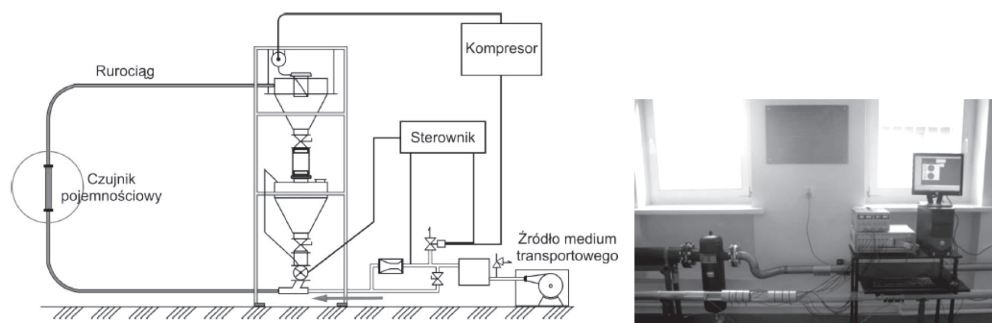 Kompresor
Rurociąg
Sterownik
Czujnik
pojemnościowy
Źródło medium
transportowego